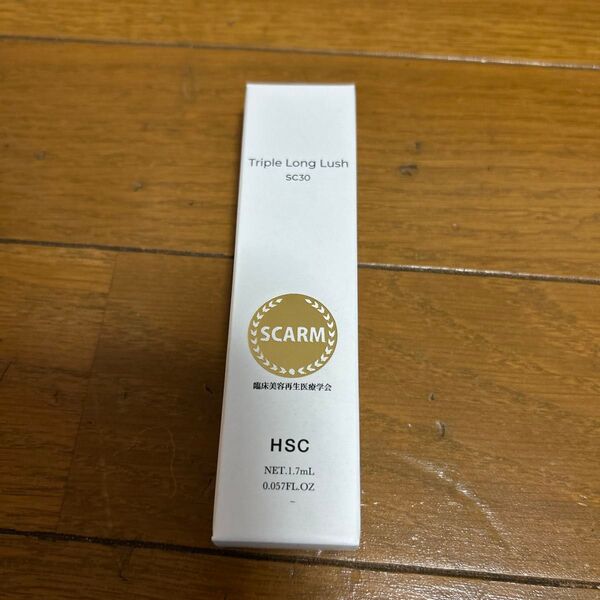 Triple Long Lush
SC30
SCARM
臨床美容再生医療学会
HSC
NET.1.7mL
0.057FL.OZ